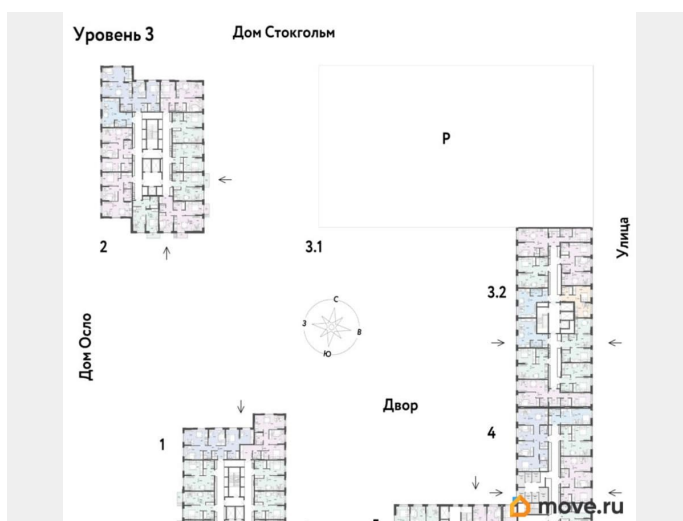 Уровень 3
Дом Стокгольм
P
Улица
2
3.1
3.2
С
З
В
Ю
Дом Осло
Двор
1
4
move.ru